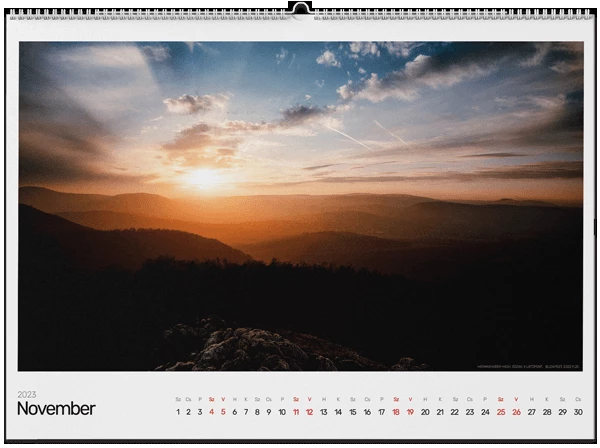 2023
November
Sz Cs P Sz V H K Sz Cs P Sz V H K Sz Cs P Sz V H K Sz Cs P Sz V H K Sz Cs
1 2 3 4 5 6 7 8 9 10 11 12 13 14 15 16 17 18 19 20 21 22 23 24 25 26 27 28 29 30